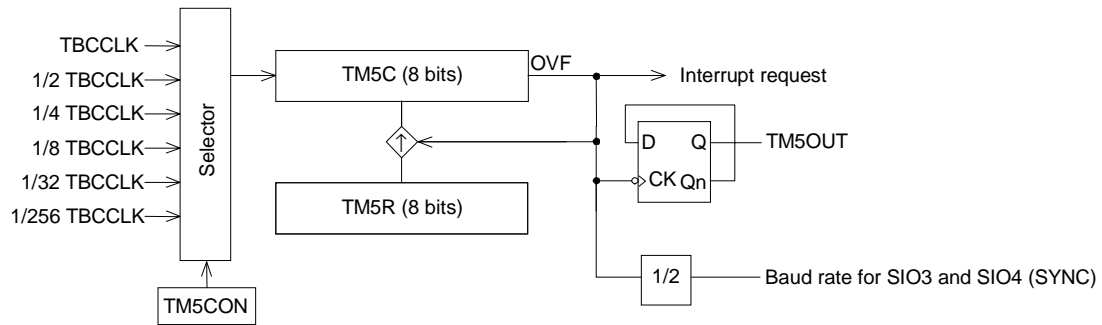 TBCCLK
1/2 TBCCLK
1/4 TBCCLK
1/8 TBCCLK
1/32 TBCCLK
1/256 TBCCLK
Selector
TM5CON
TM5C (8 bits)
OVF
Interrupt request
TM5R (8 bits)
D Q
CK Qn
TM5OUT
1/2
Baud rate for SIO3 and SIO4 (SYNC)